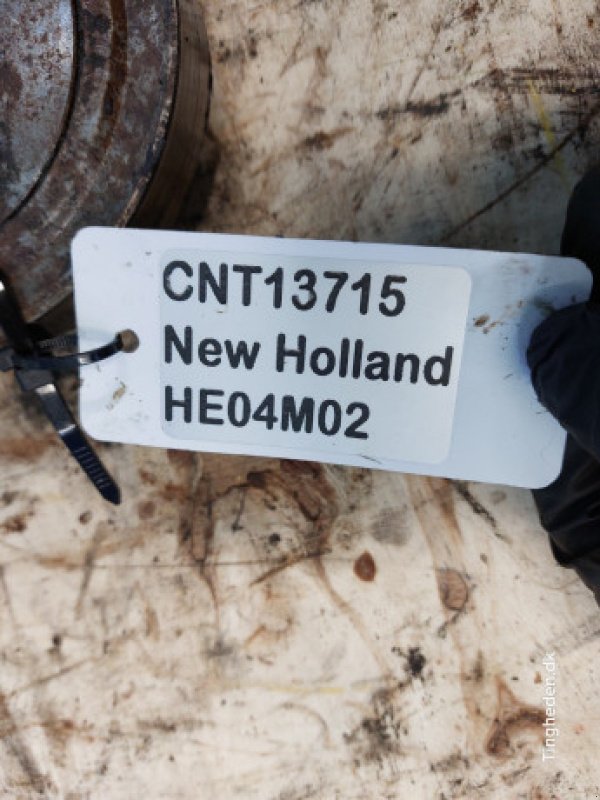 CNT13715
New Holland
HE04M02
Tingheden.dk